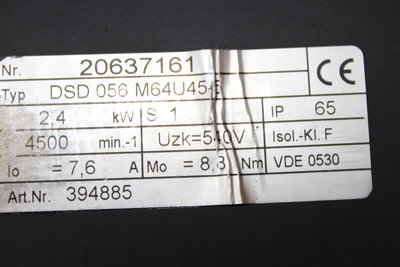 Nr. 20637161
Typ DSD 056 M64U45-5
2,4 kW S 1 IP 65
4500 min.-1 Uzk=540V Isol.-Kl. F
Io = 7,6 A Mo = 8,3 Nm VDE 0530
Art.Nr. 394885
CE